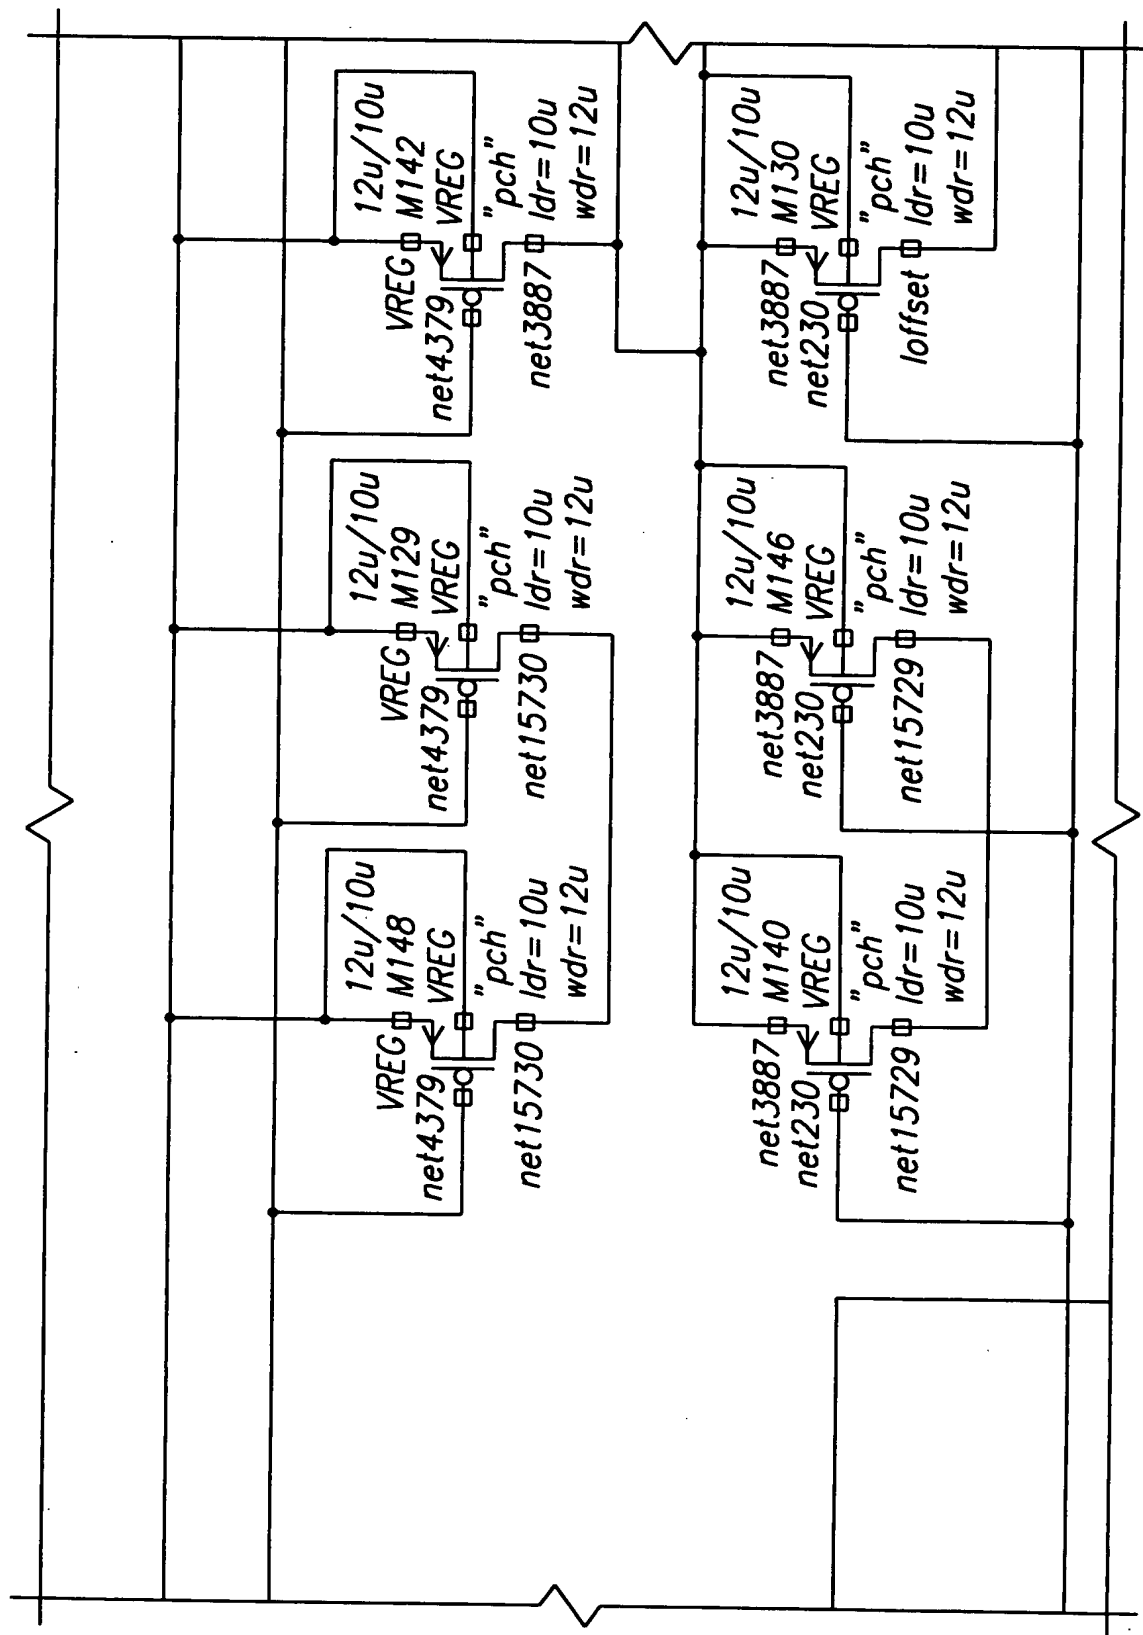 12u/10u
M142
VREG
"pch"
ldr=10u
wdr=12u
VREG
net4379
net3887
12u/10u
M130
VREG
"pch"
ldr=10u
wdr=12u
net3887
net230
Ioffset
12u/10u
M129
VREG
"pch"
ldr=10u
wdr=12u
VREG
net4379
net15730
12u/10u
M146
VREG
"pch"
ldr=10u
wdr=12u
net3887
net230
net15729
12u/10u
M148
VREG
"pch"
ldr=10u
wdr=12u
VREG
net4379
net15730
12u/10u
M140
VREG
"pch"
ldr=10u
wdr=12u
net3887
net230
net15729